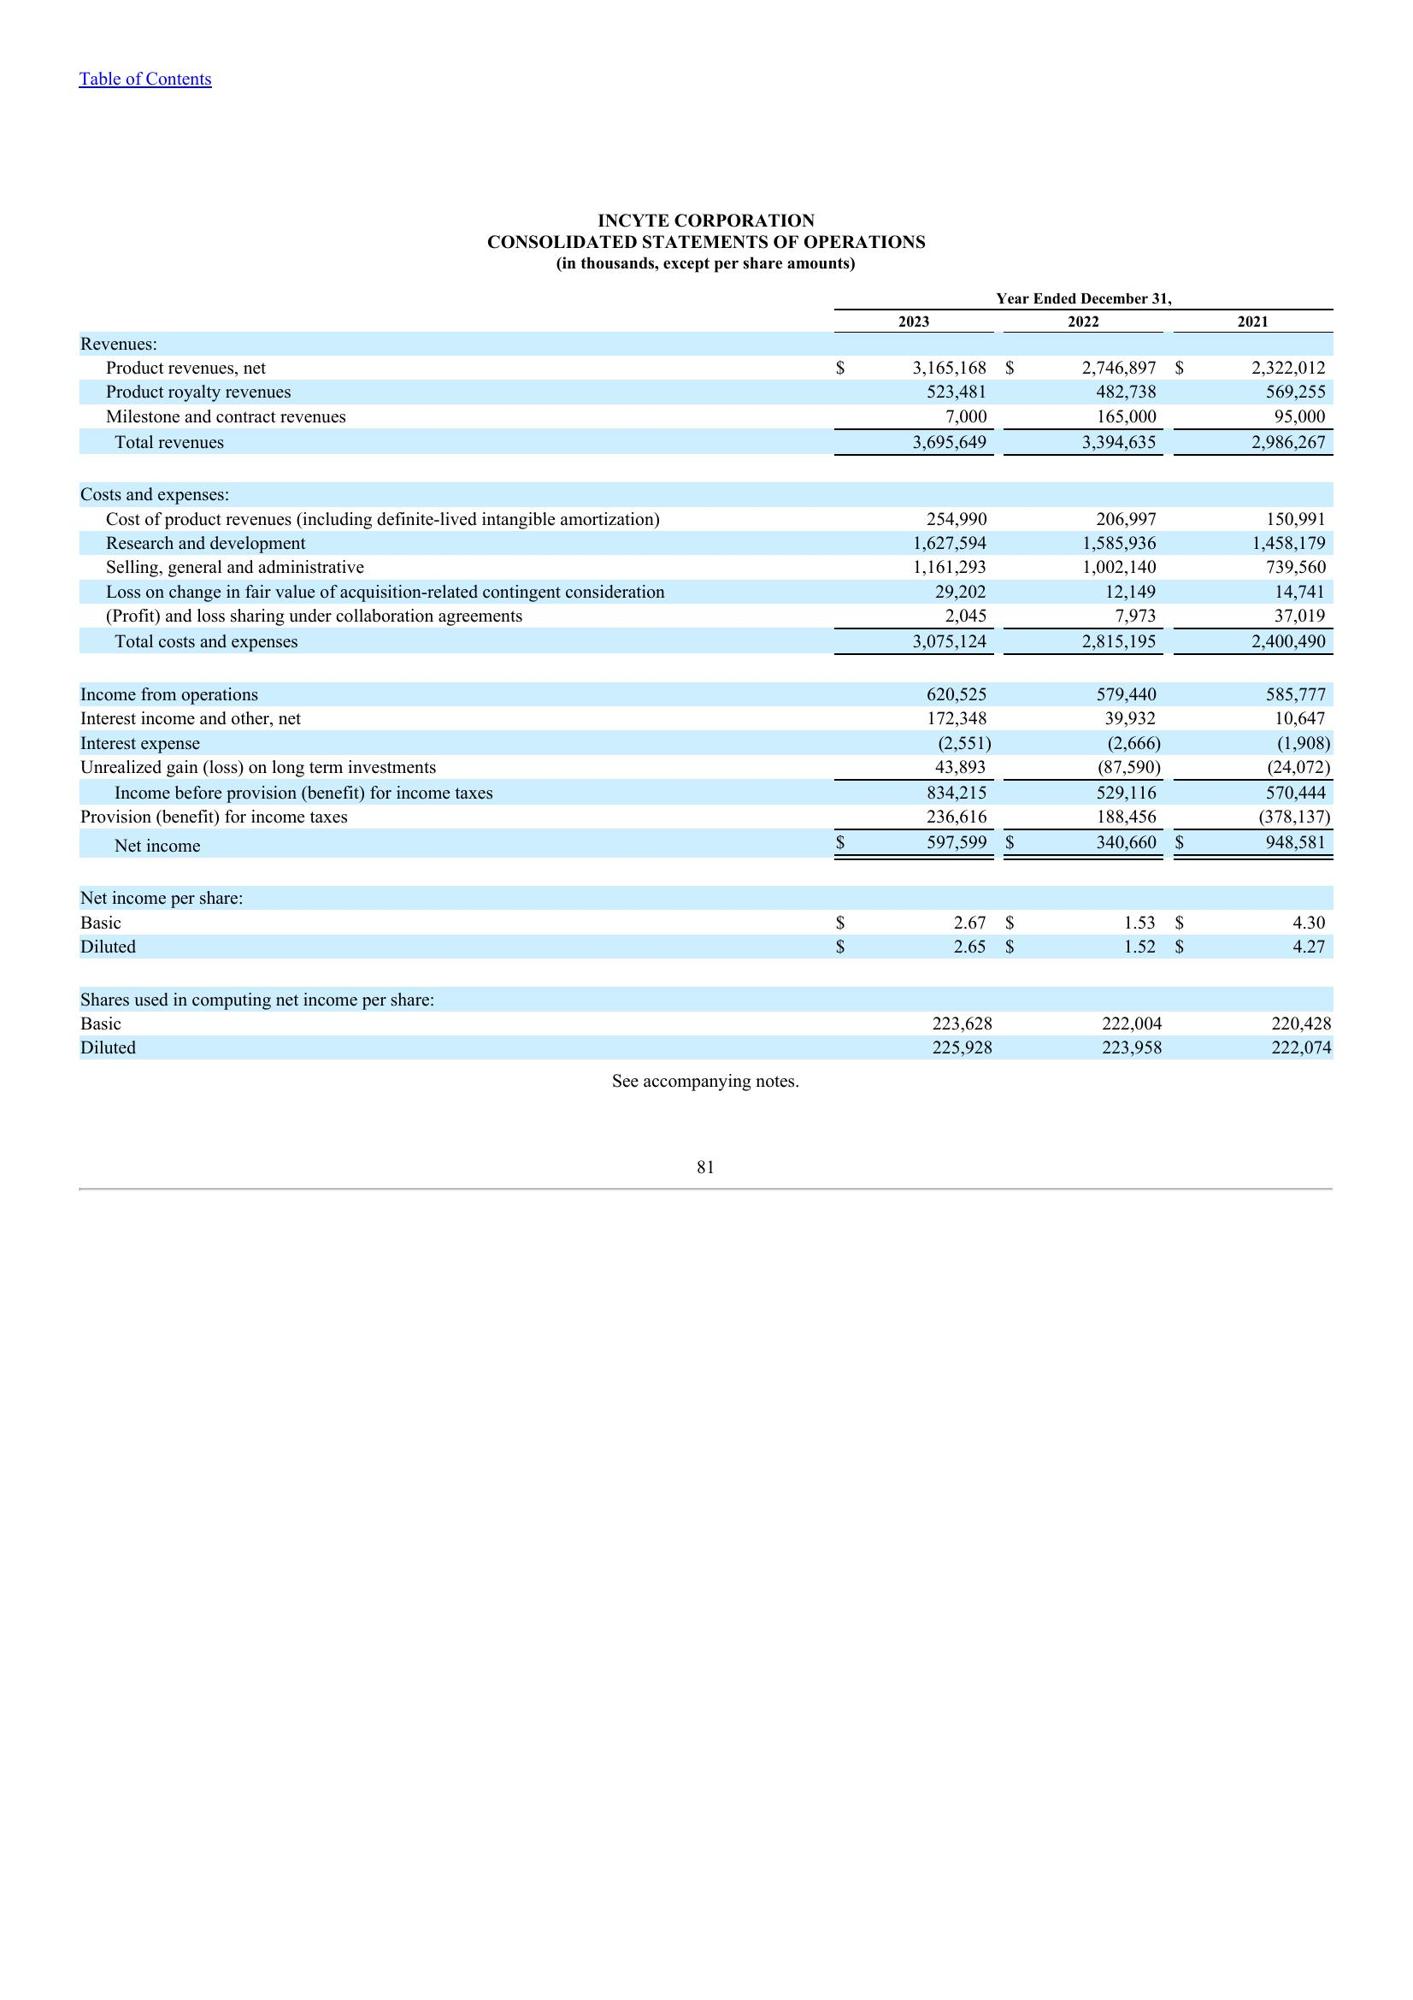 Table of Contents
INCYTE CORPORATION
CONSOLIDATED STATEMENTS OF OPERATIONS
(in thousands, except per share amounts)
Year Ended December 31,
2023 2022 2021
Revenues:
Product revenues, net $ 3,165,168 $ 2,746,897 $ 2,322,012
Product royalty revenues 523,481 482,738 569,255
Milestone and contract revenues 7,000 165,000 95,000
Total revenues 3,695,649 3,394,635 2,986,267
Costs and expenses:
Cost of product revenues (including definite-lived intangible amortization) 254,990 206,997 150,991
Research and development 1,627,594 1,585,936 1,458,179
Selling, general and administrative 1,161,293 1,002,140 739,560
Loss on change in fair value of acquisition-related contingent consideration 29,202 12,149 14,741
(Profit) and loss sharing under collaboration agreements 2,045 7,973 37,019
Total costs and expenses 3,075,124 2,815,195 2,400,490
Income from operations 620,525 579,440 585,777
Interest income and other, net 172,348 39,932 10,647
Interest expense (2,551) (2,666) (1,908)
Unrealized gain (loss) on long term investments 43,893 (87,590) (24,072)
Income before provision (benefit) for income taxes 834,215 529,116 570,444
Provision (benefit) for income taxes 236,616 188,456 (378,137)
Net income $ 597,599 $ 340,660 $ 948,581
Net income per share:
Basic $ 2.67 $ 1.53 $ 4.30
Diluted $ 2.65 $ 1.52 $ 4.27
Shares used in computing net income per share:
Basic 223,628 222,004 220,428
Diluted 225,928 223,958 222,074
See accompanying notes.
81